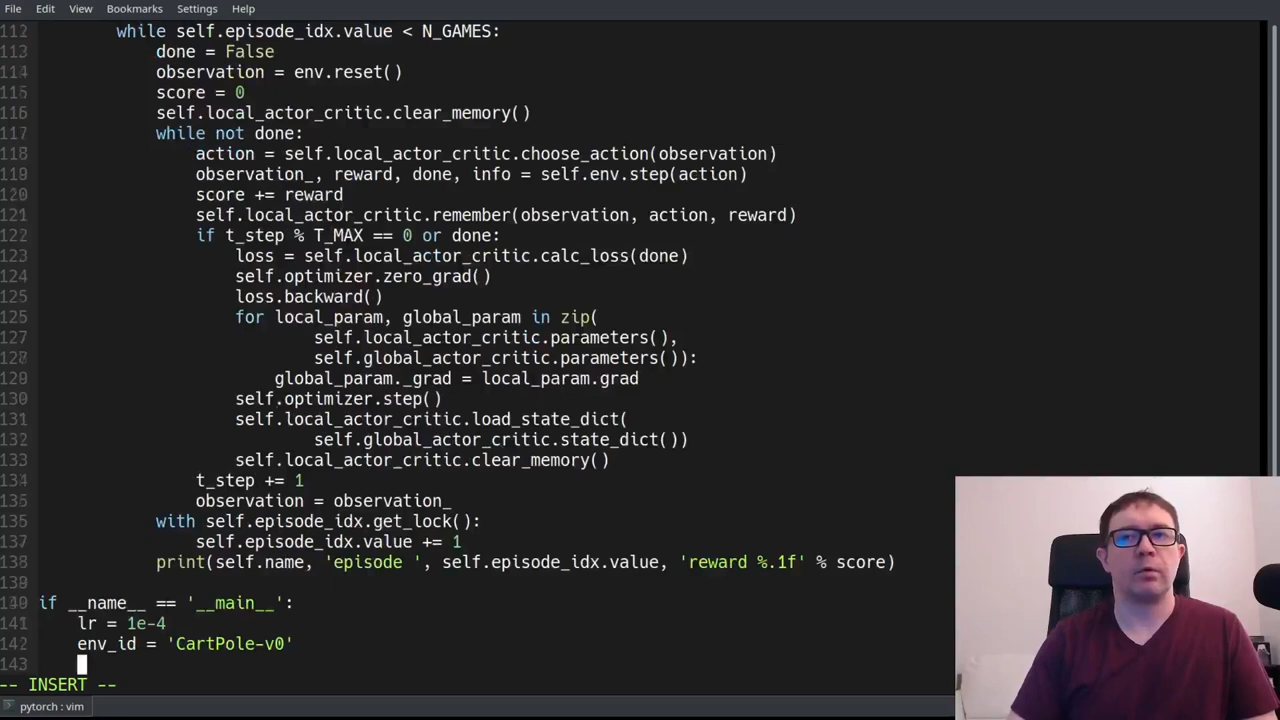 File Edit View Bookmarks Settings Help
112 while self.episode_idx.value < N_GAMES:
113 done = False
114 observation = env.reset()
115 score = 0
116 self.local_actor_critic.clear_memory()
117 while not done:
118 action = self.local_actor_critic.choose_action(observation)
119 observation_, reward, done, info = self.env.step(action)
120 score += reward
121 self.local_actor_critic.remember(observation, action, reward)
122 if t_step % T_MAX == 0 or done:
123 loss = self.local_actor_critic.calc_loss(done)
124 self.optimizer.zero_grad()
125 loss.backward()
126 for local_param, global_param in zip(
127 self.local_actor_critic.parameters(),
128 self.global_actor_critic.parameters()):
129 global_param._grad = local_param.grad
130 self.optimizer.step()
131 self.local_actor_critic.load_state_dict(
132 self.global_actor_critic.state_dict())
133 self.local_actor_critic.clear_memory()
134 t_step += 1
135 observation = observation_
136 with self.episode_idx.get_lock():
137 self.episode_idx.value += 1
138 print(self.name, 'episode ', self.episode_idx.value, 'reward %.1f' % score)
139
140 if __name__ == '__main__':
141 lr = 1e-4
142 env_id = 'CartPole-v0'
143
-- INSERT --
pytorch : vim